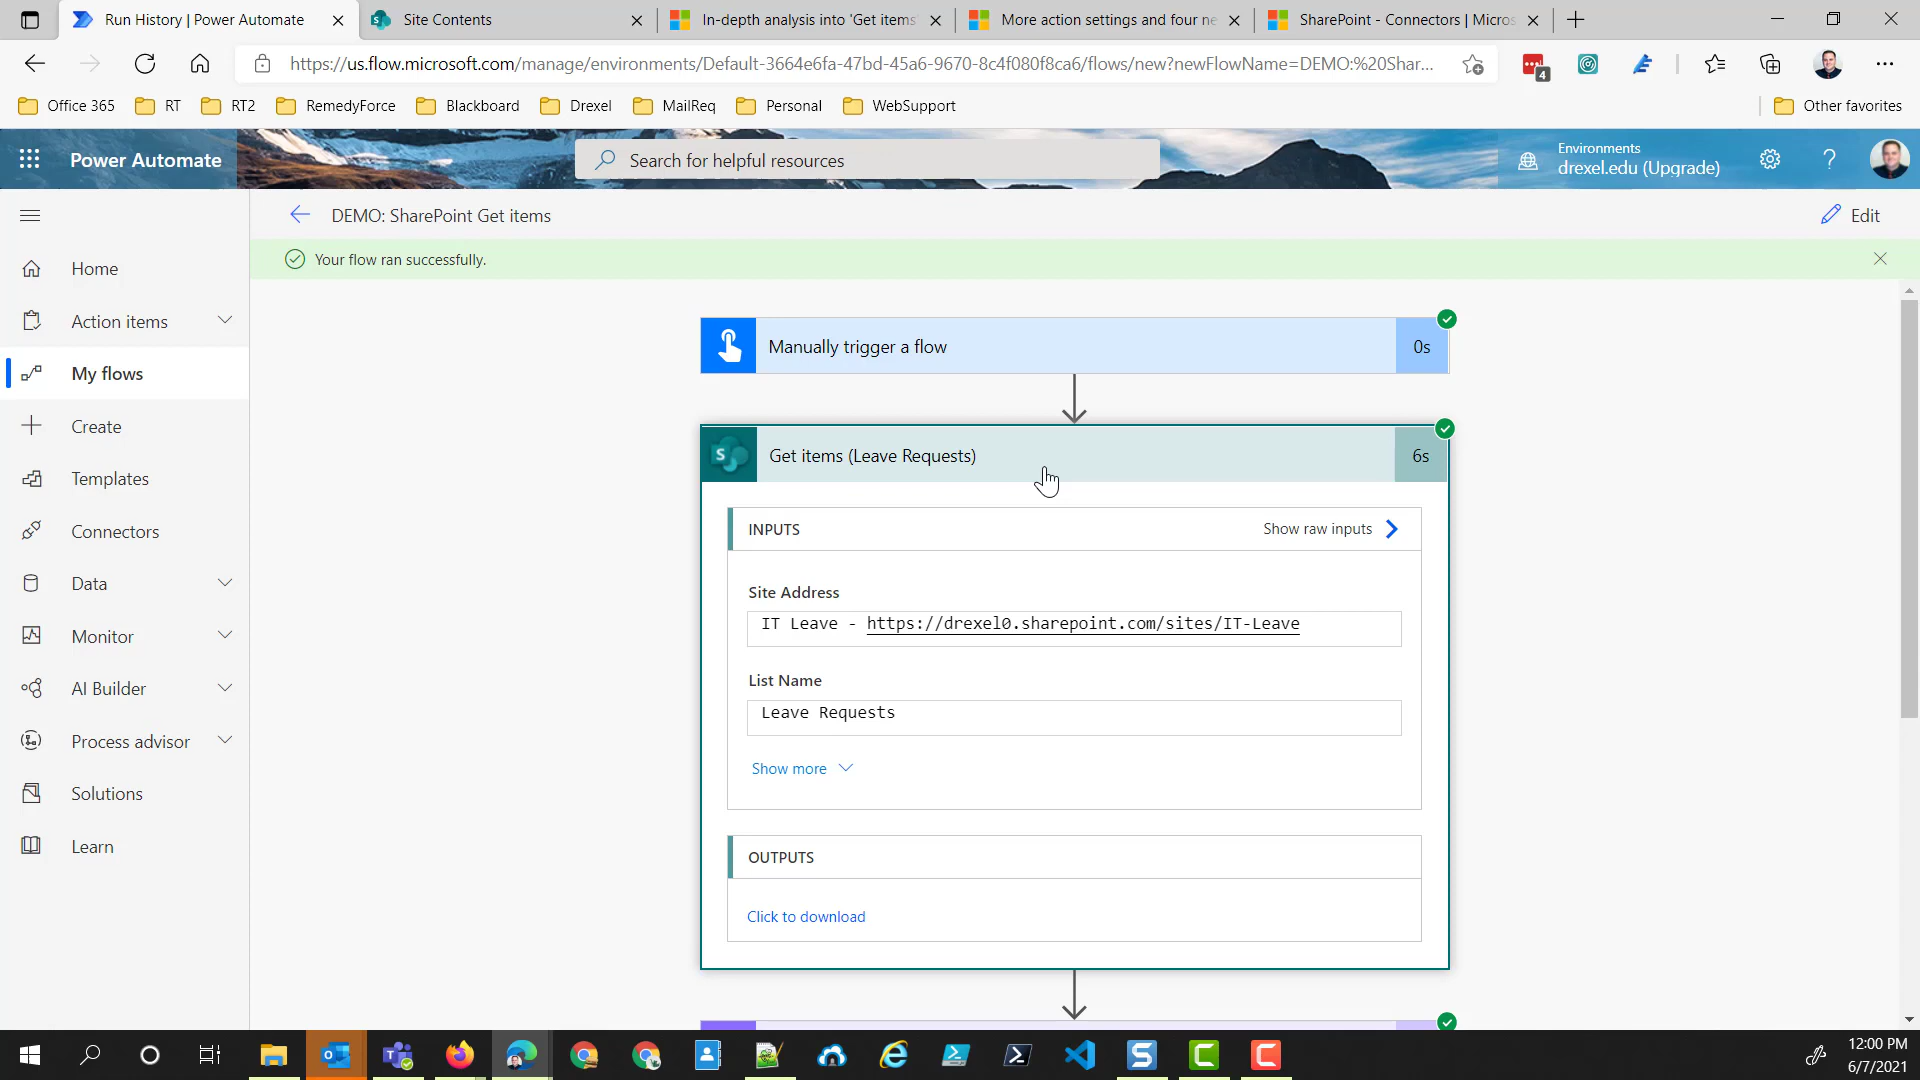 Run History | Power Automate
Site Contents
In-depth analysis into 'Get items
More action settings and four ne
SharePoint - Connectors | Micros
https://us.flow.microsoft.com/manage/environments/Default-3664e6fa-47bd-45a6-9670-8c4f080f8ca6/flows/new?newFlowName=DEMO:%20Shar...
4
Office 365
RT
RT2
RemedyForce
Blackboard
Drexel
MailReq
Personal
WebSupport
Other favorites
Power Automate
Search for helpful resources
Environments
drexel.edu (Upgrade)
DEMO: SharePoint Get items
Edit
Your flow ran successfully.
Home
Action items
My flows
Create
Templates
Connectors
Data
Monitor
AI Builder
Process advisor
Solutions
Learn
Manually trigger a flow
0s
S
Get items (Leave Requests)
6s
INPUTS
Show raw inputs
Site Address
IT Leave - https://drexel0.sharepoint.com/sites/IT-Leave
List Name
Leave Requests
Show more
OUTPUTS
Click to download
12:00 PM
6/7/2021